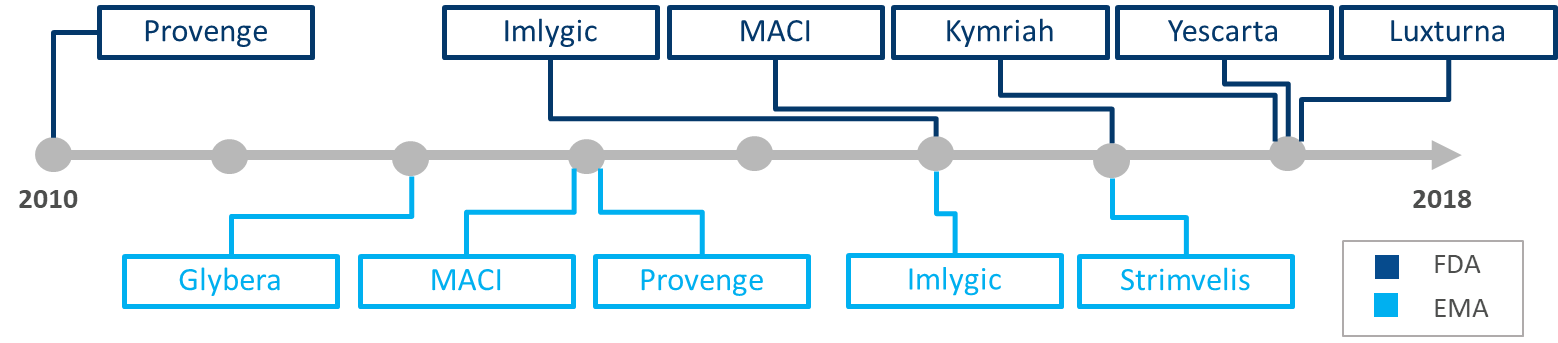 Provenge
Imlygic
MACI
Kymriah
Yescarta
Luxturna
2010
2018
Glybera
MACI
Provenge
Imlygic
Strimvelis
FDA
EMA